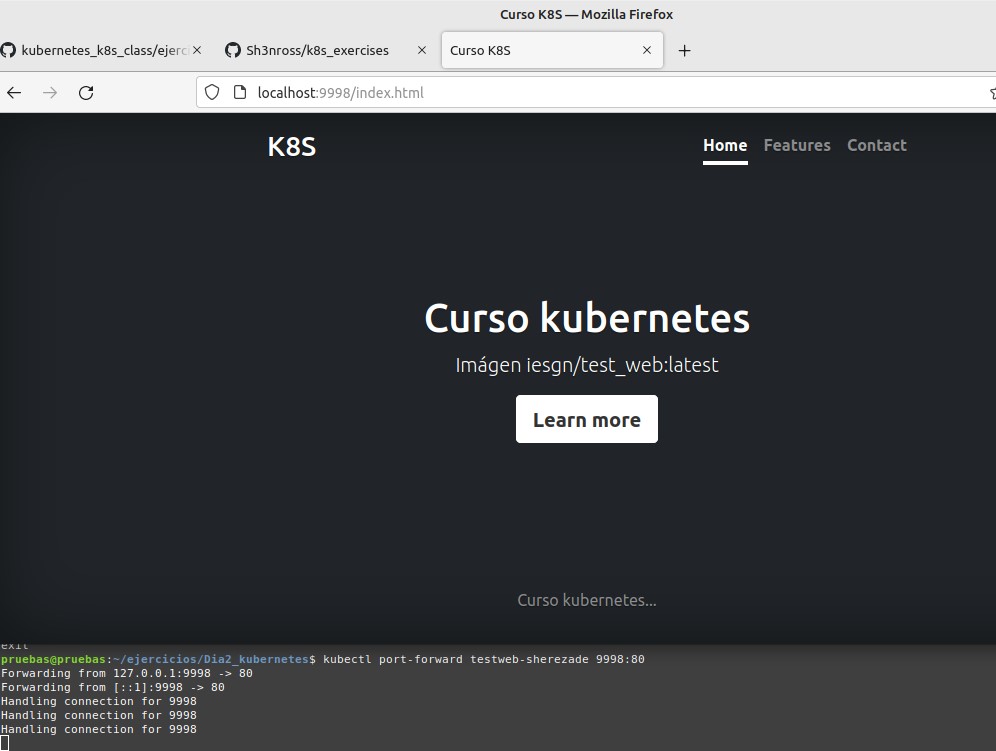 Curso K8S — Mozilla Firefox
kubernetes_k8s_class/ejerc
Sh3nross/k8s_exercises
Curso K8S
localhost:9998/index.html
K8S
Home Features Contact
Curso kubernetes
Imágen iesgn/test_web:latest
Learn more
Curso kubernetes...
exit
pruebas@pruebas:~/ejercicios/Dia2_kubernetes$ kubectl port-forward testweb-sherezade 9998:80
Forwarding from 127.0.0.1:9998 -> 80
Forwarding from [::1]:9998 -> 80
Handling connection for 9998
Handling connection for 9998
Handling connection for 9998